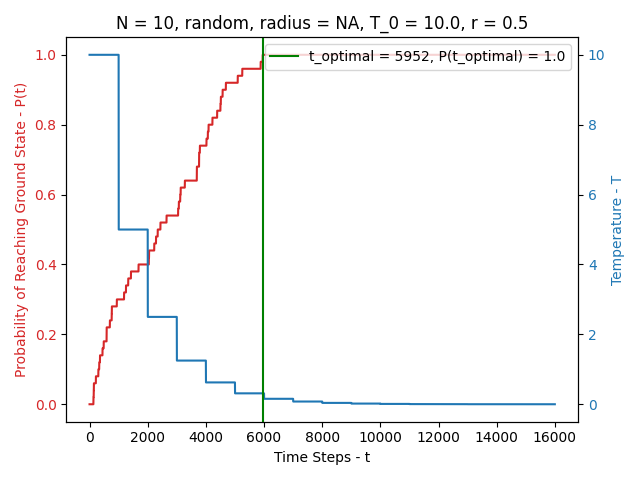 N = 10, random, radius = NA, T_0 = 10.0, r = 0.5
t_optimal = 5952, P(t_optimal) = 1.0
Probability of Reaching Ground State - P(t)
1.0
0.8
0.6
0.4
0.2
0.0
10
8
6
4
2
0
Temperature - T
0 2000 4000 6000 8000 10000 12000 14000 16000
Time Steps - t